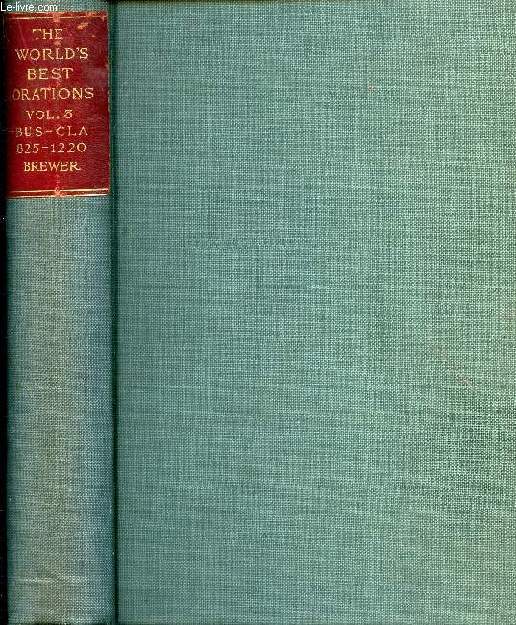 Le-livre.com
THE
WORLD'S
BEST
ORATIONS
VOL. 3
BUS-CLA
825-1220
BREWER